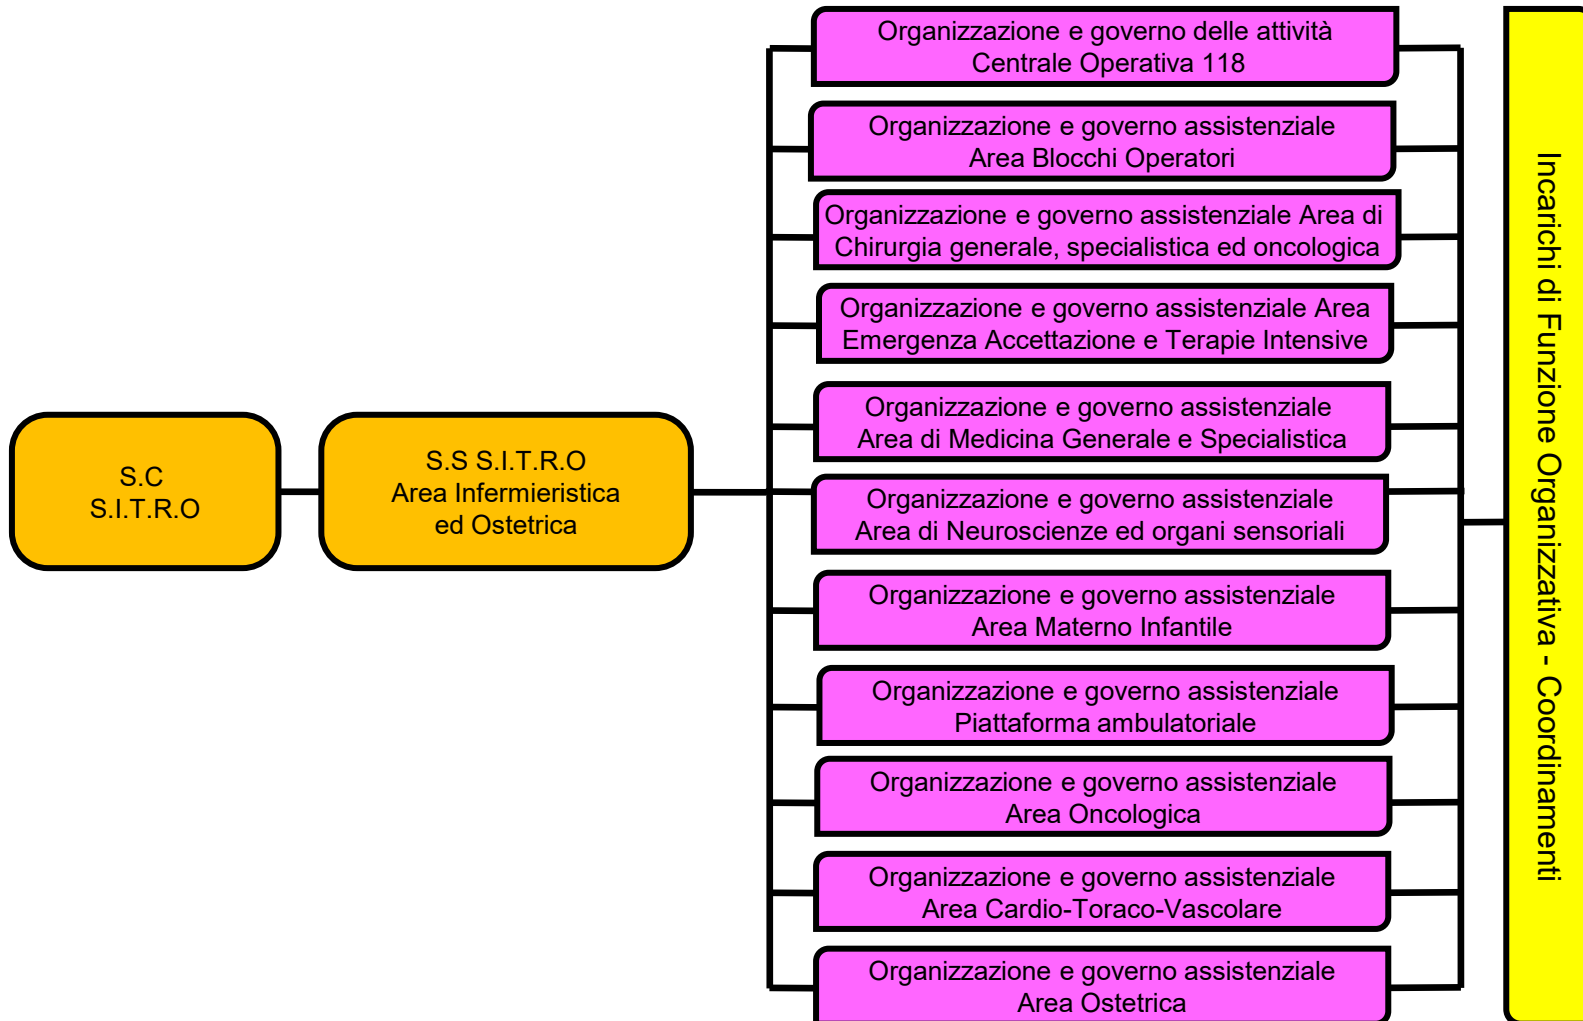 S.C
S.I.T.R.O
S.S S.I.T.R.O
Area Infermieristica
ed Ostetrica
Organizzazione e governo delle attività
Centrale Operativa 118
Organizzazione e governo assistenziale
Area Blocchi Operatori
Organizzazione e governo assistenziale Area di
Chirurgia generale, specialistica ed oncologica
Organizzazione e governo assistenziale Area
Emergenza Accettazione e Terapie Intensive
Organizzazione e governo assistenziale
Area di Medicina Generale e Specialistica
Organizzazione e governo assistenziale
Area di Neuroscienze ed organi sensoriali
Organizzazione e governo assistenziale
Area Materno Infantile
Organizzazione e governo assistenziale
Piattaforma ambulatoriale
Organizzazione e governo assistenziale
Area Oncologica
Organizzazione e governo assistenziale
Area Cardio-Toraco-Vascolare
Organizzazione e governo assistenziale
Area Ostetrica
Incarichi di Funzione Organizzativa - Coordinamenti